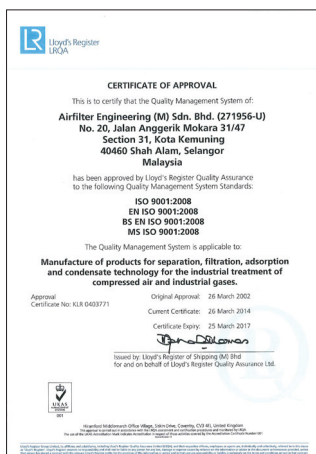 LR
Lloyd's Register
LRQA
CERTIFICATE OF APPROVAL
This is to certify that the Quality Management System of:
Airfilter Engineering (M) Sdn. Bhd. (271956-U)
No. 20, Jalan Anggerik Mokara 31/47
Section 31, Kota Kemuning
40460 Shah Alam, Selangor
Malaysia
has been approved by Lloyd's Register Quality Assurance
to the following Quality Management System Standards:
ISO 9001:2008
EN ISO 9001:2008
BS EN ISO 9001:2008
MS ISO 9001:2008
The Quality Management System is applicable to:
Manufacture of products for separation, filtration, adsorption
and condensate technology for the industrial treatment of
compressed air and industrial gases.
Approval
Certificate No: KLR 0403771
Original Approval: 26 March 2002
Current Certificate: 26 March 2014
Certificate Expiry: 25 March 2017
Issued by: Lloyd's Register of Shipping (M) Bhd
for and on behalf of Lloyd's Register Quality Assurance Ltd.
UKAS
001